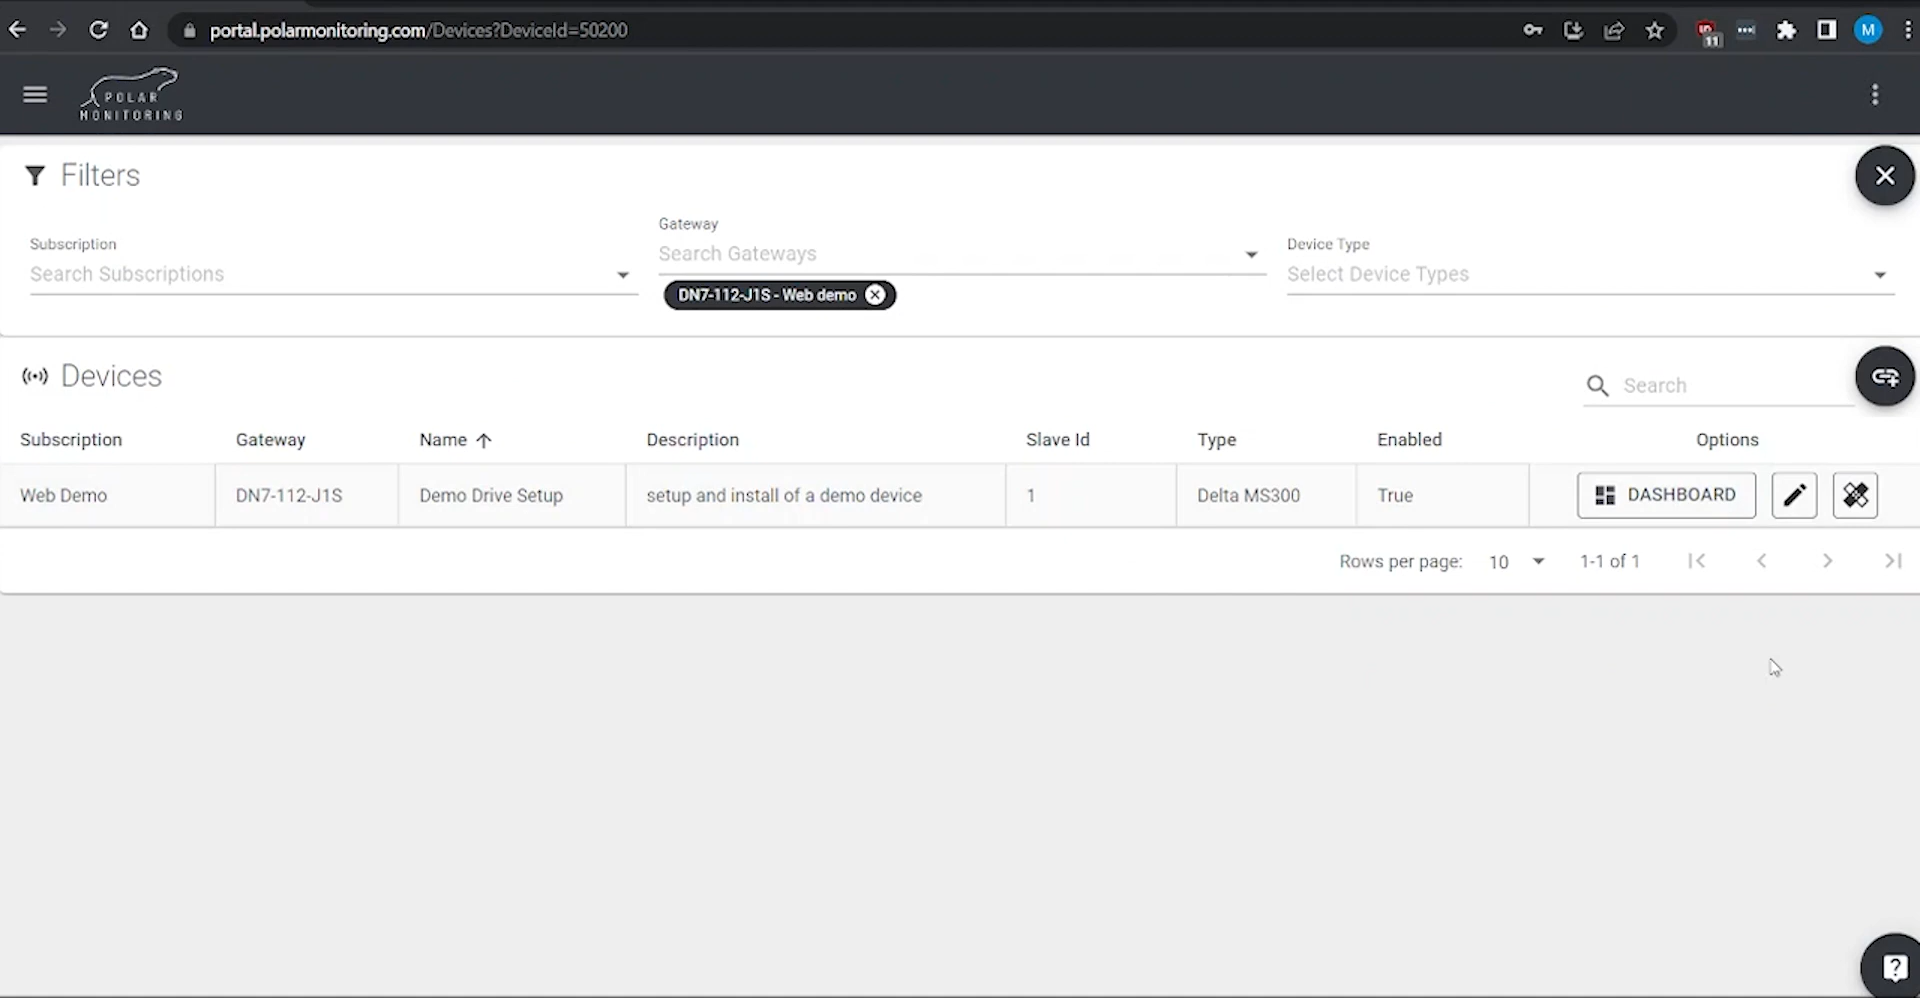 portal.polarmonitoring.com/Devices?DeviceId=50200
11
M
POLAR
MONITORING
Filters
Subscription
Search Subscriptions
Gateway
Search Gateways
DN7-112-J1S - Web demo
Device Type
Select Device Types
Devices
Search
Subscription Gateway Name Description Slave Id Type Enabled Options
Web Demo DN7-112-J1S Demo Drive Setup setup and install of a demo device 1 Delta MS300 True DASHBOARD
Rows per page: 10 1-1 of 1
?